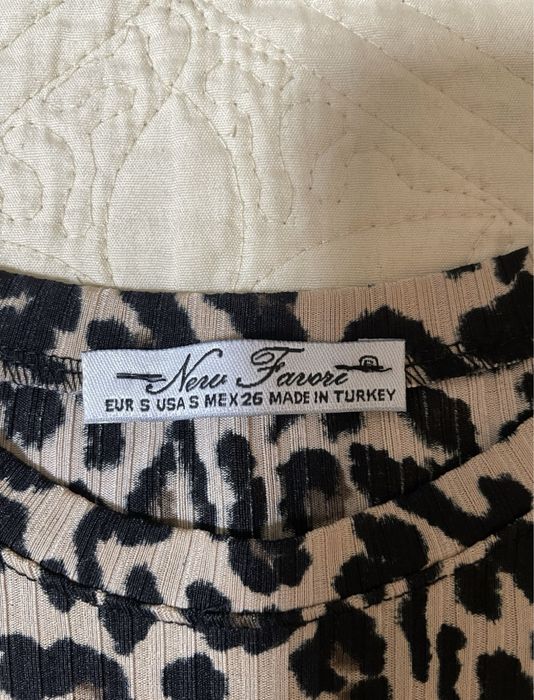 New Favori
EUR S USA S MEX 26 MADE IN TURKEY